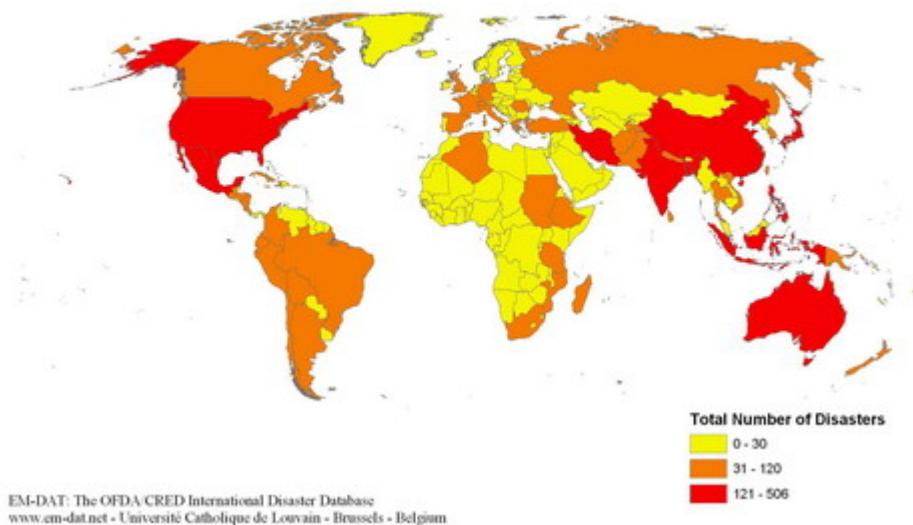 Total Number of Disasters
0 - 30
31 - 120
121 - 506
EM-DAT: The OFDA/CRED International Disaster Database
www.em-dat.net - Université Catholique de Louvain - Brussels - Belgium